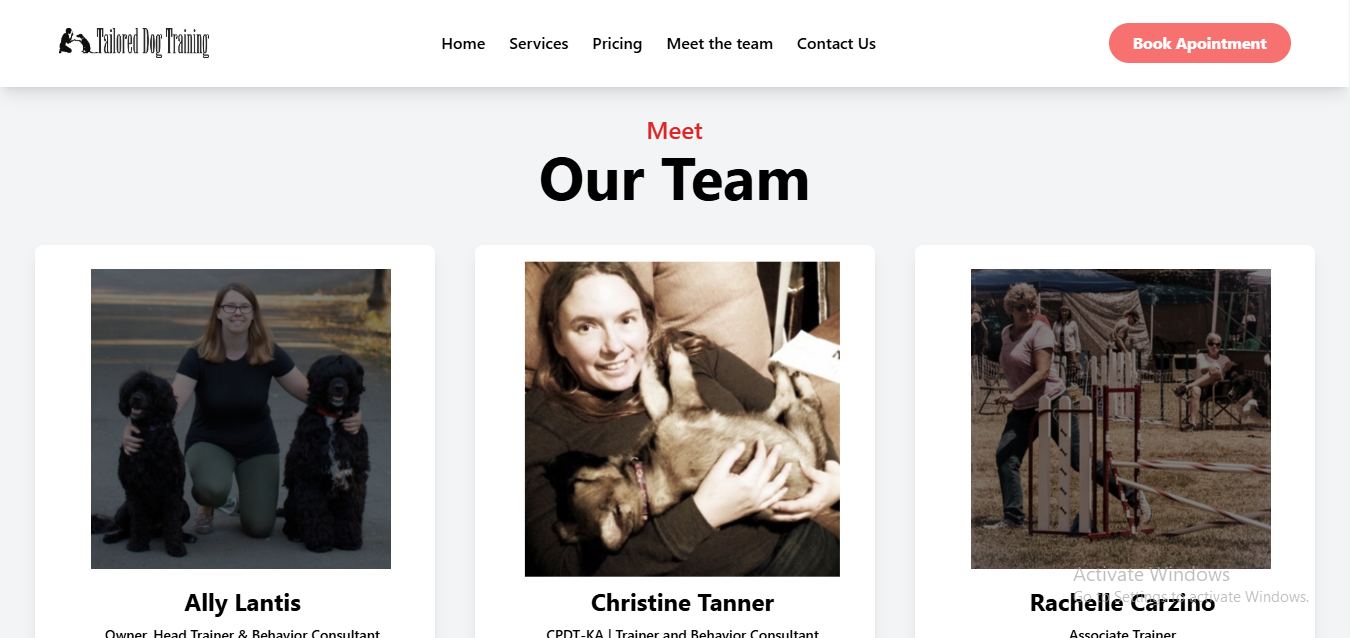 Tailored Dog Training
Home Services Pricing Meet the team Contact Us
Book Apointment
Meet
Our Team
Ally Lantis
Owner, Head Trainer & Behavior Consultant
Christine Tanner
CPDT-KA | Trainer and Behavior Consultant
Rachelle Carzino
Associate Trainer
Activate Windows
Go to Settings to activate Windows.